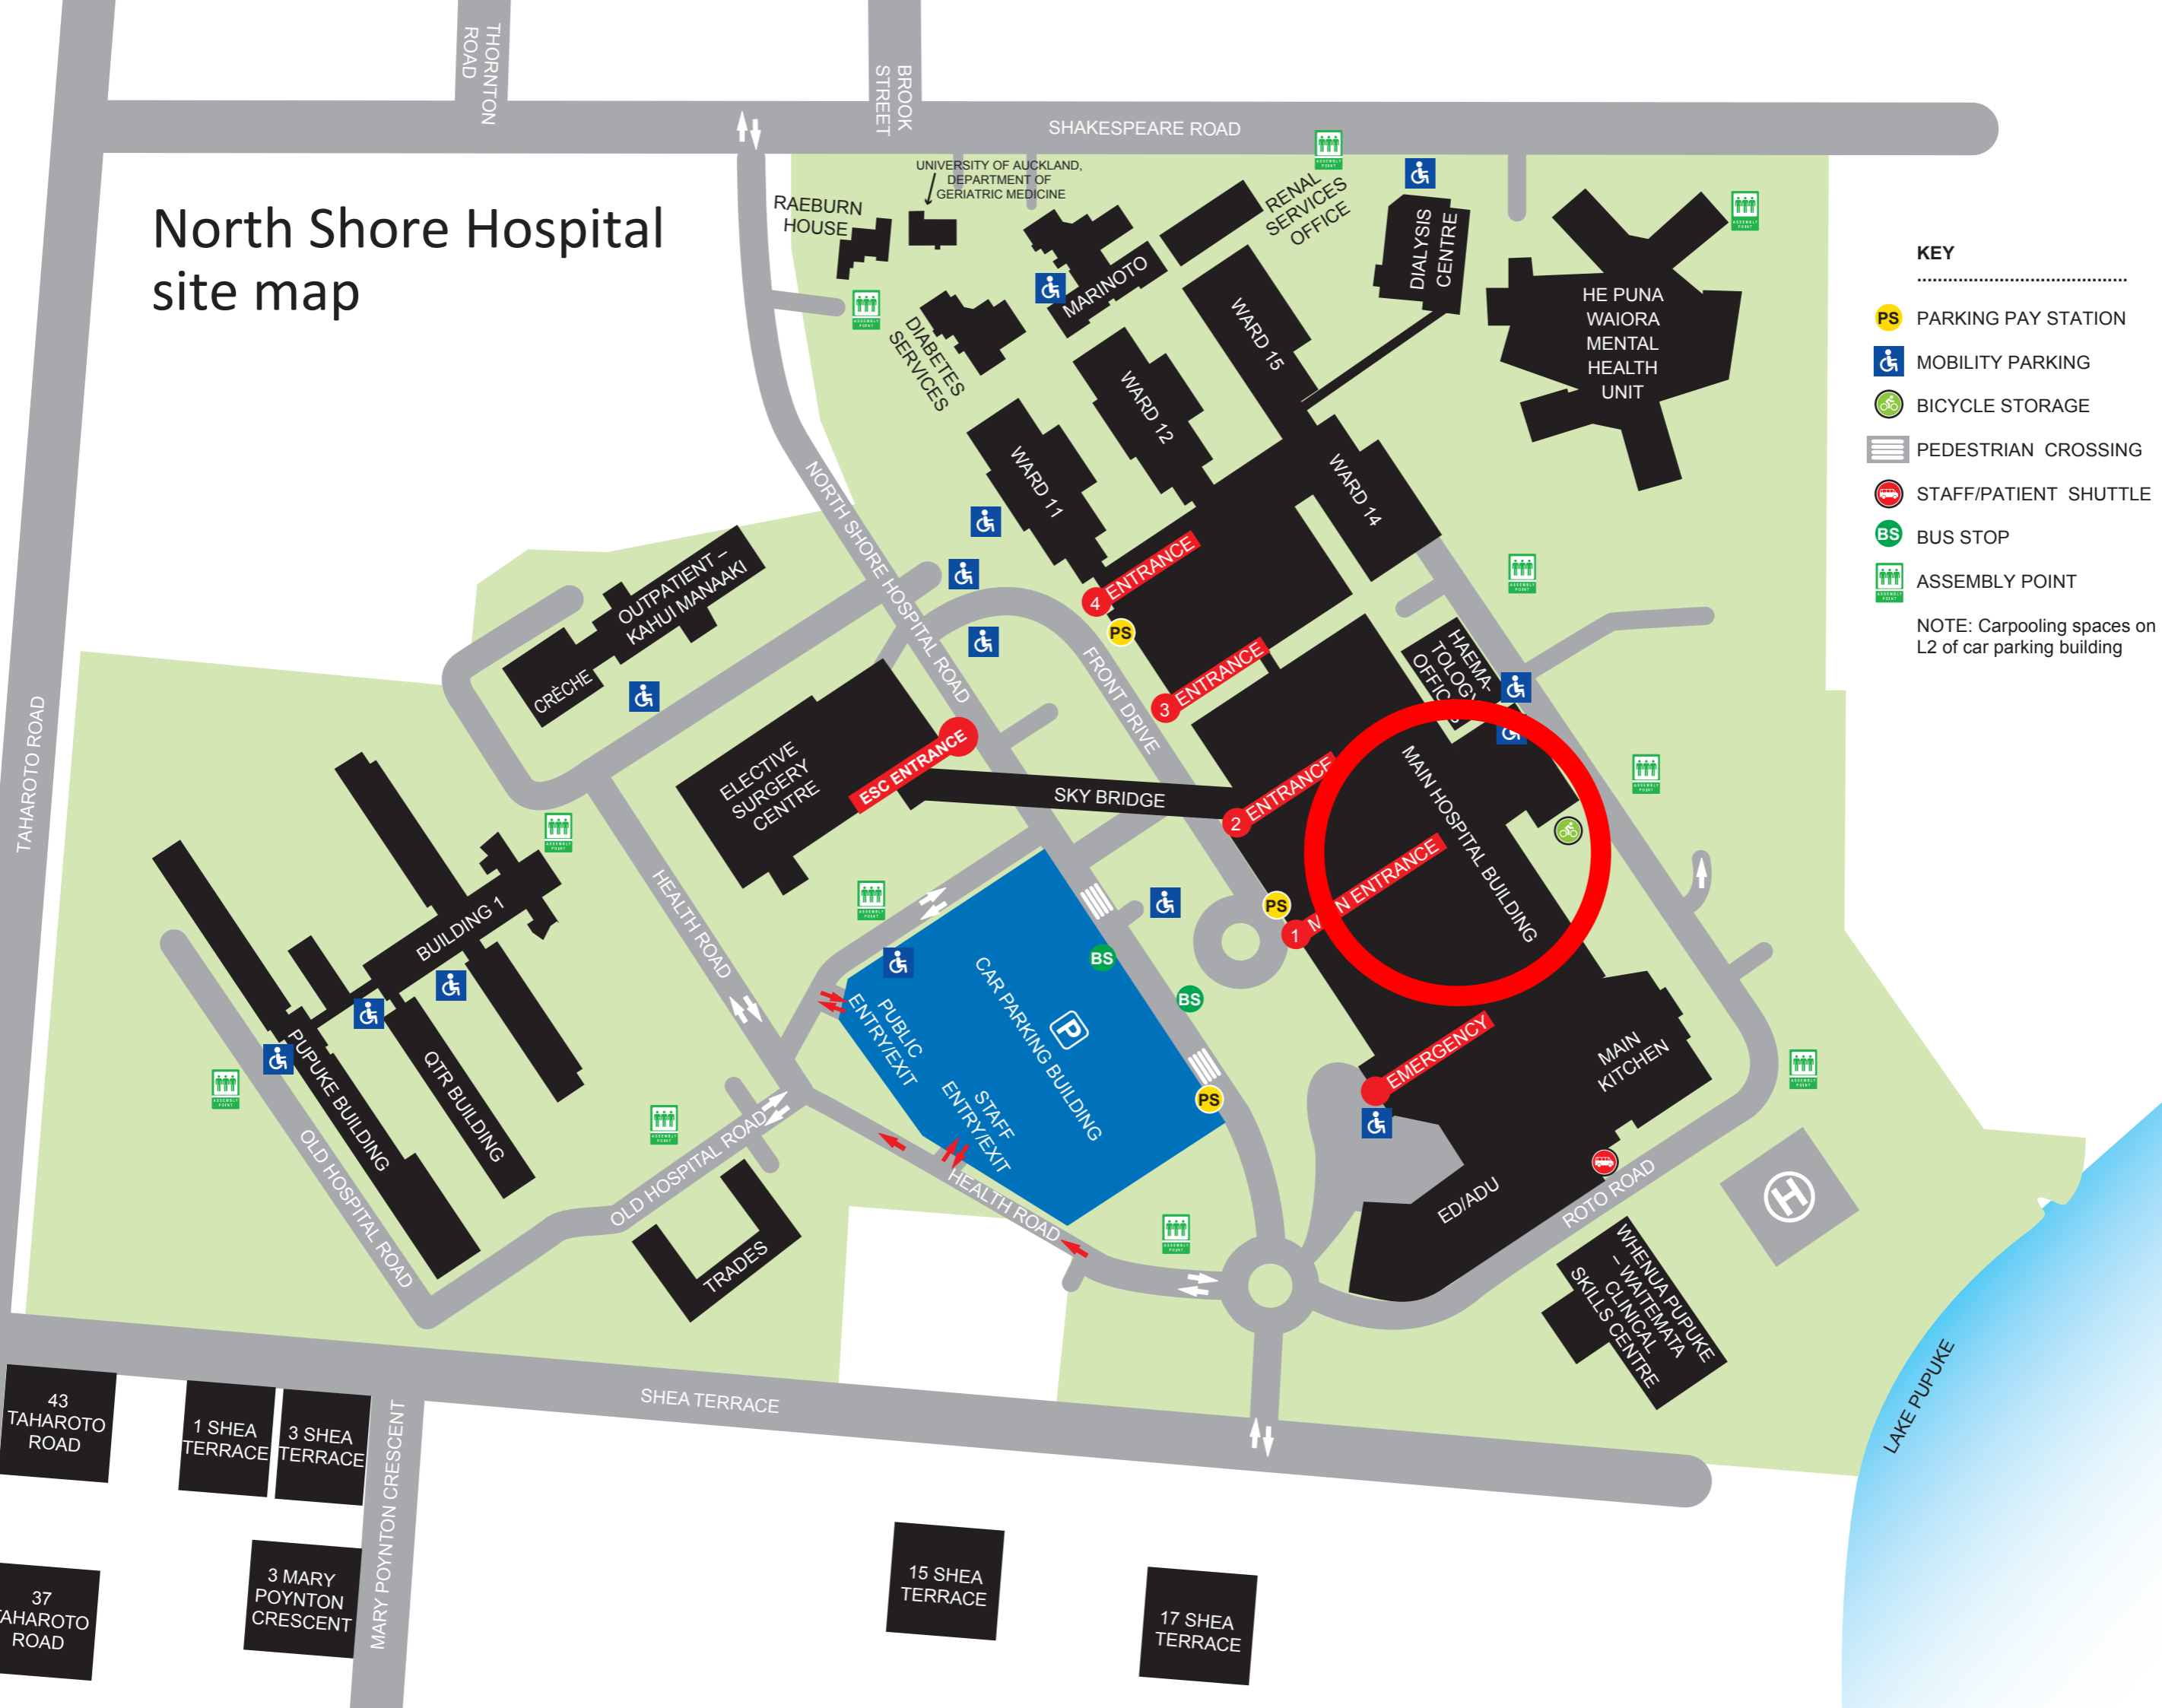 THORNTON
ROAD
BROOK
STREET
SHAKESPEARE ROAD
North Shore Hospital
site map
UNIVERSITY OF AUCKLAND,
DEPARTMENT OF
GERIATRIC MEDICINE
RAEBURN
HOUSE
RENAL
SERVICES
OFFICE
MARINOTO
DIALYSIS
CENTRE
HE PUNA
WAIORA
MENTAL
HEALTH
UNIT
DIABETES
SERVICES
WARD 15
WARD 12
WARD 11
WARD 14
KEY
PS PARKING PAY STATION
MOBILITY PARKING
BICYCLE STORAGE
PEDESTRIAN CROSSING
STAFF/PATIENT SHUTTLE
BS BUS STOP
ASSEMBLY POINT
NOTE: Carpooling spaces on
L2 of car parking building
NORTH SHORE HOSPITAL ROAD
OUTPATIENT –
KAHUI MANAAKI
CRÈCHE
4 ENTRANCE
PS
3 ENTRANCE
FRONT DRIVE
HAEMA-
TOLOGY
TAHAROTO ROAD
ELECTIVE
SURGERY
CENTRE
ESC ENTRANCE
SKY BRIDGE
2 ENTRANCE
MAIN HOSPITAL BUILDING
PS
1 MAIN ENTRANCE
BUILDING 1
HEALTH ROAD
BS
BS
CAR PARKING BUILDING
P
PUBLIC
ENTRY/EXIT
STAFF
ENTRY/EXIT
PS
EMERGENCY
MAIN
KITCHEN
PUPUKE BUILDING
QTR BUILDING
OLD HOSPITAL ROAD
OLD HOSPITAL ROAD
HEALTH ROAD
TRADES
ED/ADU
ROTO ROAD
H
WHENUA PUPUKE
– WAITEMATA
CLINICAL
SKILLS CENTRE
LAKE PUPUKE
SHEA TERRACE
43
TAHAROTO
ROAD
1 SHEA
TERRACE
3 SHEA
TERRACE
MARY POYNTON CRESCENT
3 MARY
POYNTON
CRESCENT
37
TAHAROTO
ROAD
15 SHEA
TERRACE
17 SHEA
TERRACE